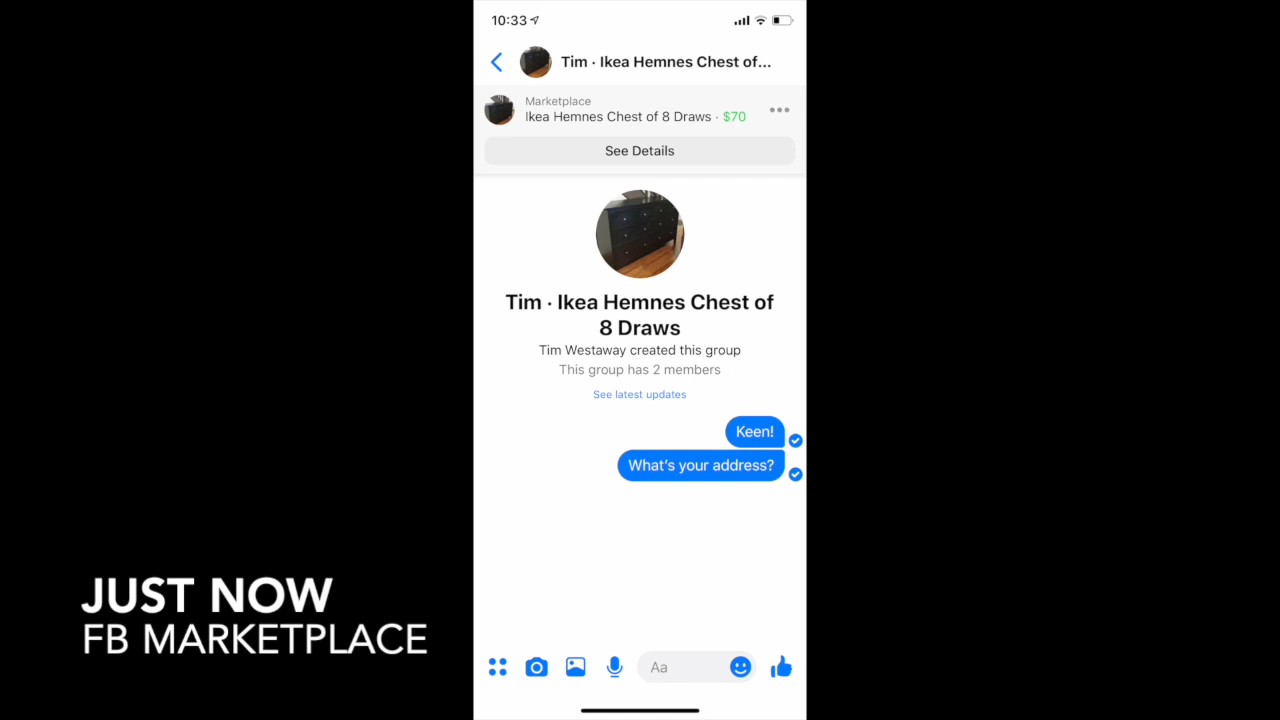 10:33
Tim · Ikea Hemnes Chest of...
Marketplace
Ikea Hemnes Chest of 8 Draws · $70
See Details
Tim · Ikea Hemnes Chest of
8 Draws
Tim Westaway created this group
This group has 2 members
See latest updates
Keen!
What's your address?
JUST NOW
FB MARKETPLACE
Aa